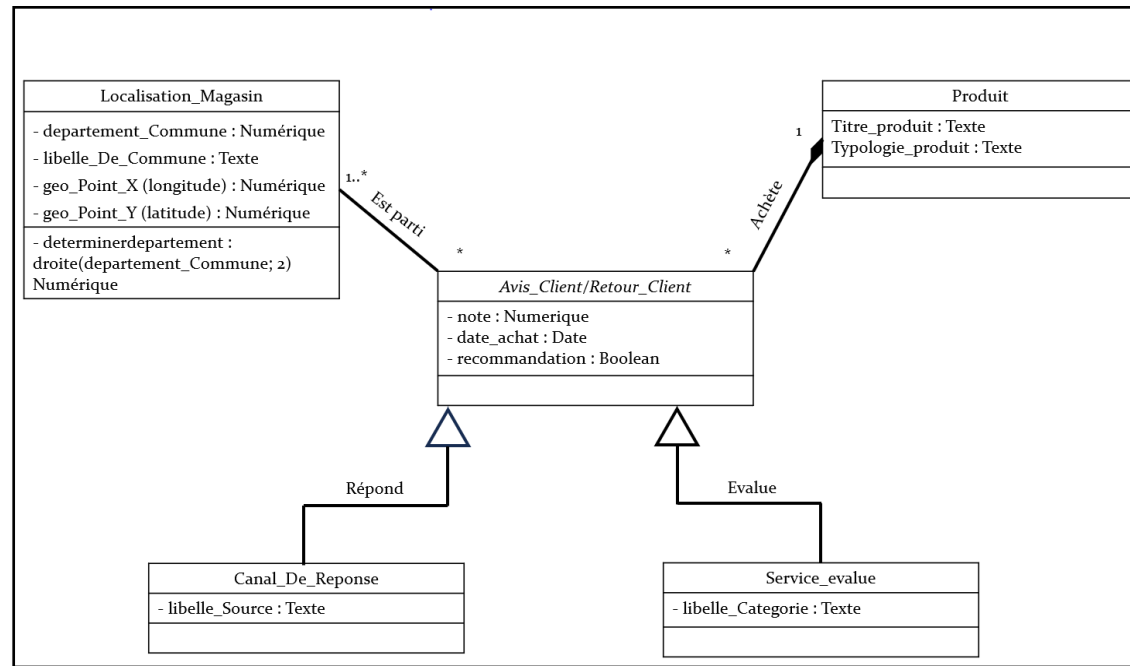 Localisation_Magasin
- departement_Commune : Numérique
- libelle_De_Commune : Texte
- geo_Point_X (longitude) : Numérique
- geo_Point_Y (latitude) : Numérique
- determinerdepartement :
droite(departement_Commune; 2)
Numérique
Produit
Titre_produit : Texte
Typologie_produit : Texte
1..*
Est parti
*
1
Achète
*
Avis_Client/Retour_Client
- note : Numerique
- date_achat : Date
- recommandation : Boolean
Répond
Evalue
Canal_De_Reponse
- libelle_Source : Texte
Service_evalue
- libelle_Categorie : Texte